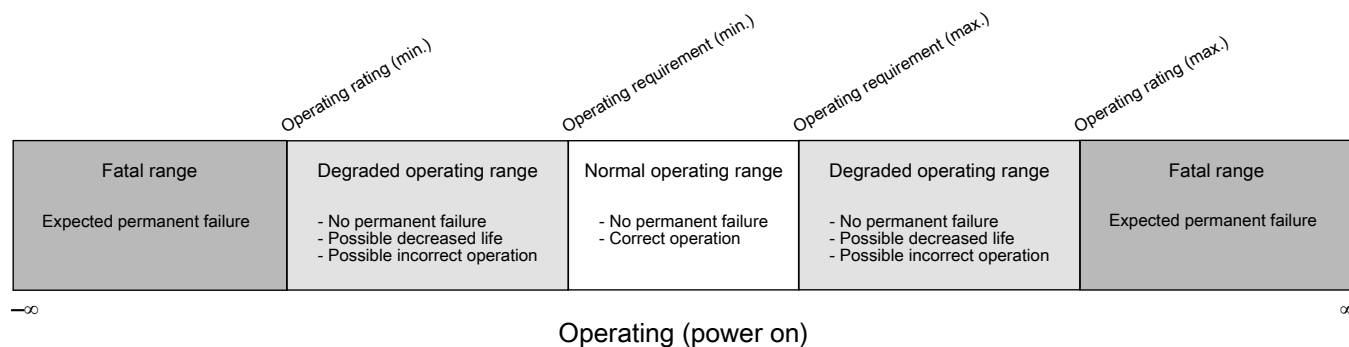 Operating rating (min.)
Operating requirement (min.)
Operating requirement (max.)
Operating rating (max.)
Fatal range
Expected permanent failure
Degraded operating range
- No permanent failure
- Possible decreased life
- Possible incorrect operation
Normal operating range
- No permanent failure
- Correct operation
Degraded operating range
- No permanent failure
- Possible decreased life
- Possible incorrect operation
Fatal range
Expected permanent failure
–∞
∞
Operating (power on)